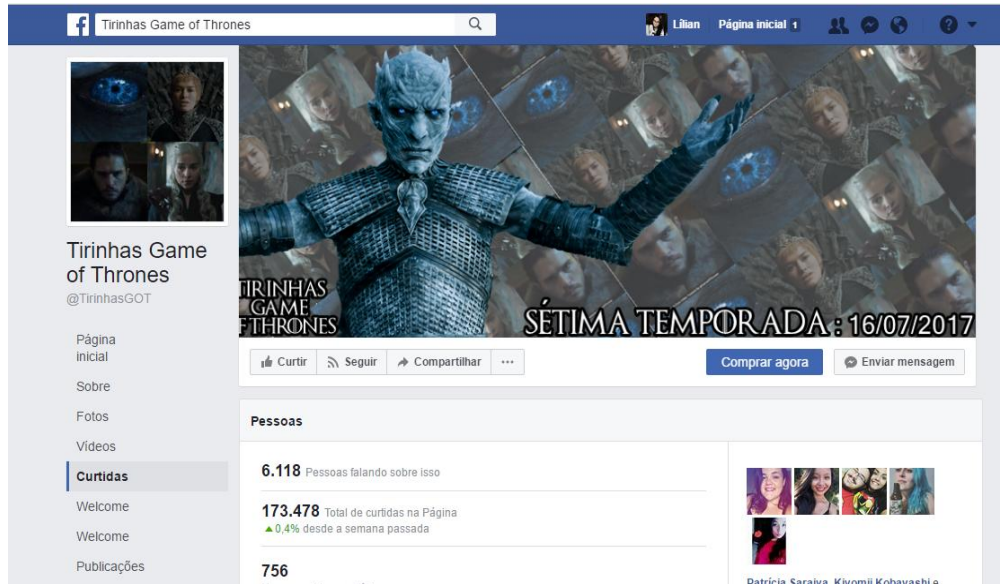 Tirinhas Game of Thrones
Lílian
Página inicial 1
TIRINHAS
GAME
OF THRONES
SÉTIMA TEMPORADA : 16/07/2017
Tirinhas Game
of Thrones
@TirinhasGOT
Página
inicial
Sobre
Fotos
Vídeos
Curtidas
Welcome
Welcome
Publicações
Curtir
Seguir
Compartilhar
Comprar agora
Enviar mensagem
Pessoas
6.118 Pessoas falando sobre isso
173.478 Total de curtidas na Página
0,4% desde a semana passada
756
Patrícia Saraiva, Kiyomii Kobayashi e